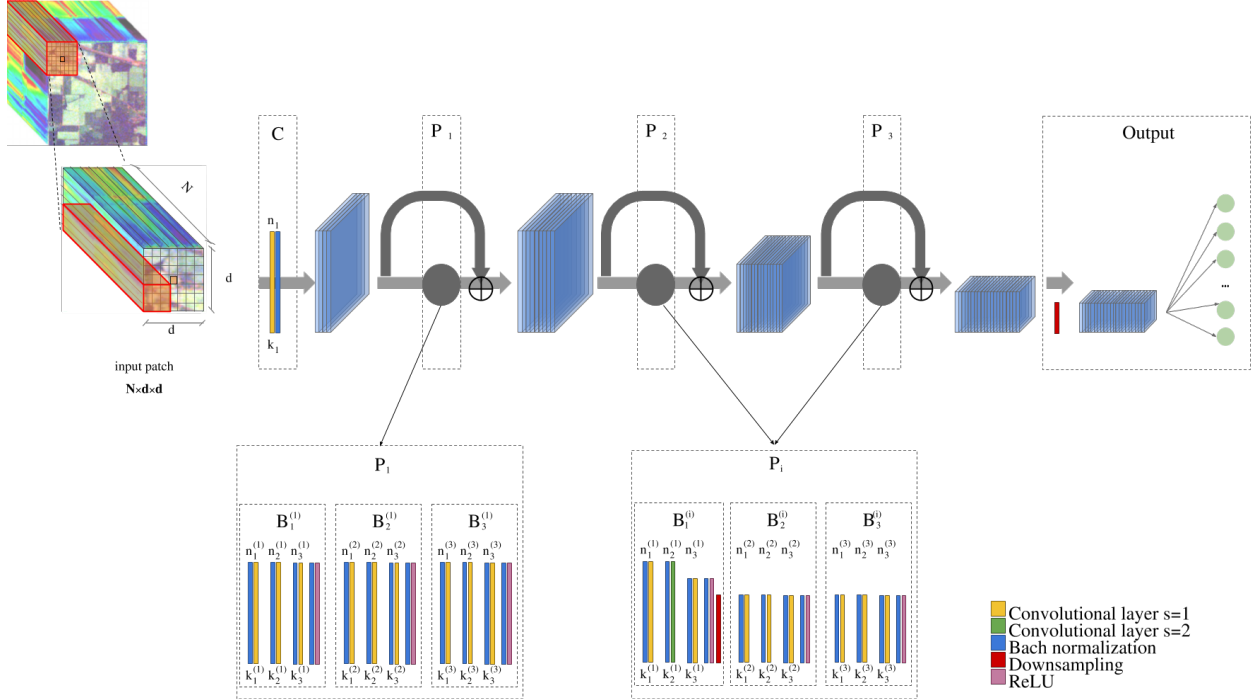 C
P 1
P 2
P 3
Output
N
n1
d
d
k1
...
input patch
N×d×d
P1
Pi
B1(1) B2(1) B3(1)
n1(1) n2(1) n3(1) n1(2) n2(2) n3(2) n1(3) n2(3) n3(3)
k1(1) k2(1) k3(1) k1(2) k2(2) k3(2) k1(3) k2(3) k3(3)
B1(i) B2(i) B3(i)
n1(1) n2(1) n3(1) n1(2) n2(2) n3(2) n1(3) n2(3) n3(3)
k1(1) k2(1) k3(1) k1(2) k2(2) k3(2) k1(3) k2(3) k3(3)
Convolutional layer s=1
Convolutional layer s=2
Bach normalization
Downsampling
ReLU